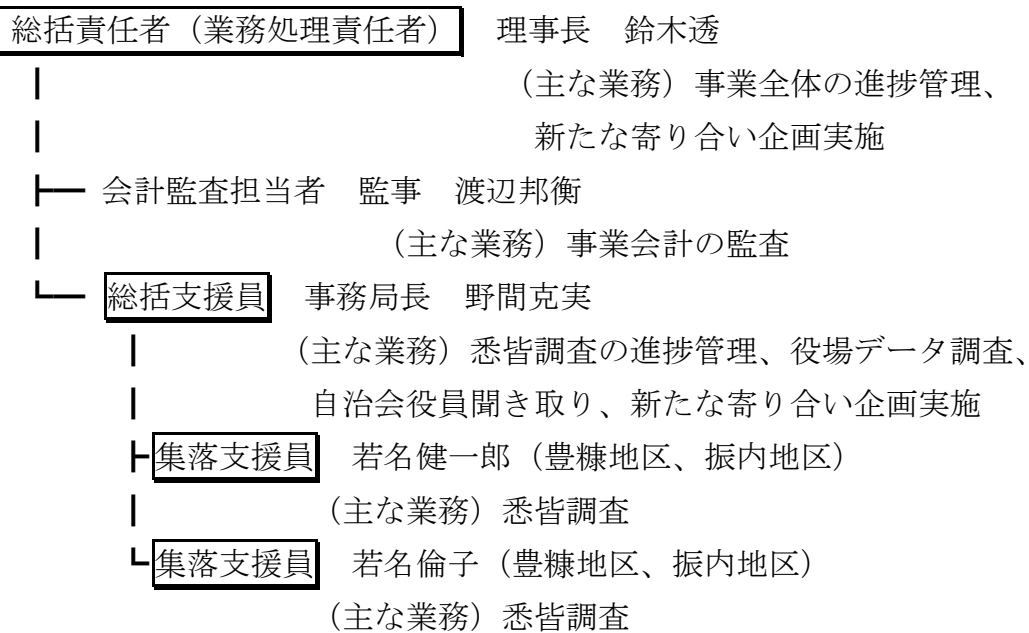 総括責任者（業務処理責任者） 理事長 鈴木透
（主な業務）事業全体の進捗管理、
新たな寄り合い企画実施
会計監査担当者 監事 渡辺邦衡
（主な業務）事業会計の監査
総括支援員 事務局長 野間克実
（主な業務）悉皆調査の進捗管理、役場データ調査、
自治会役員聞き取り、新たな寄り合い企画実施
集落支援員 若名健一郎（豊糠地区、振内地区）
（主な業務）悉皆調査
集落支援員 若名倫子（豊糠地区、振内地区）
（主な業務）悉皆調査